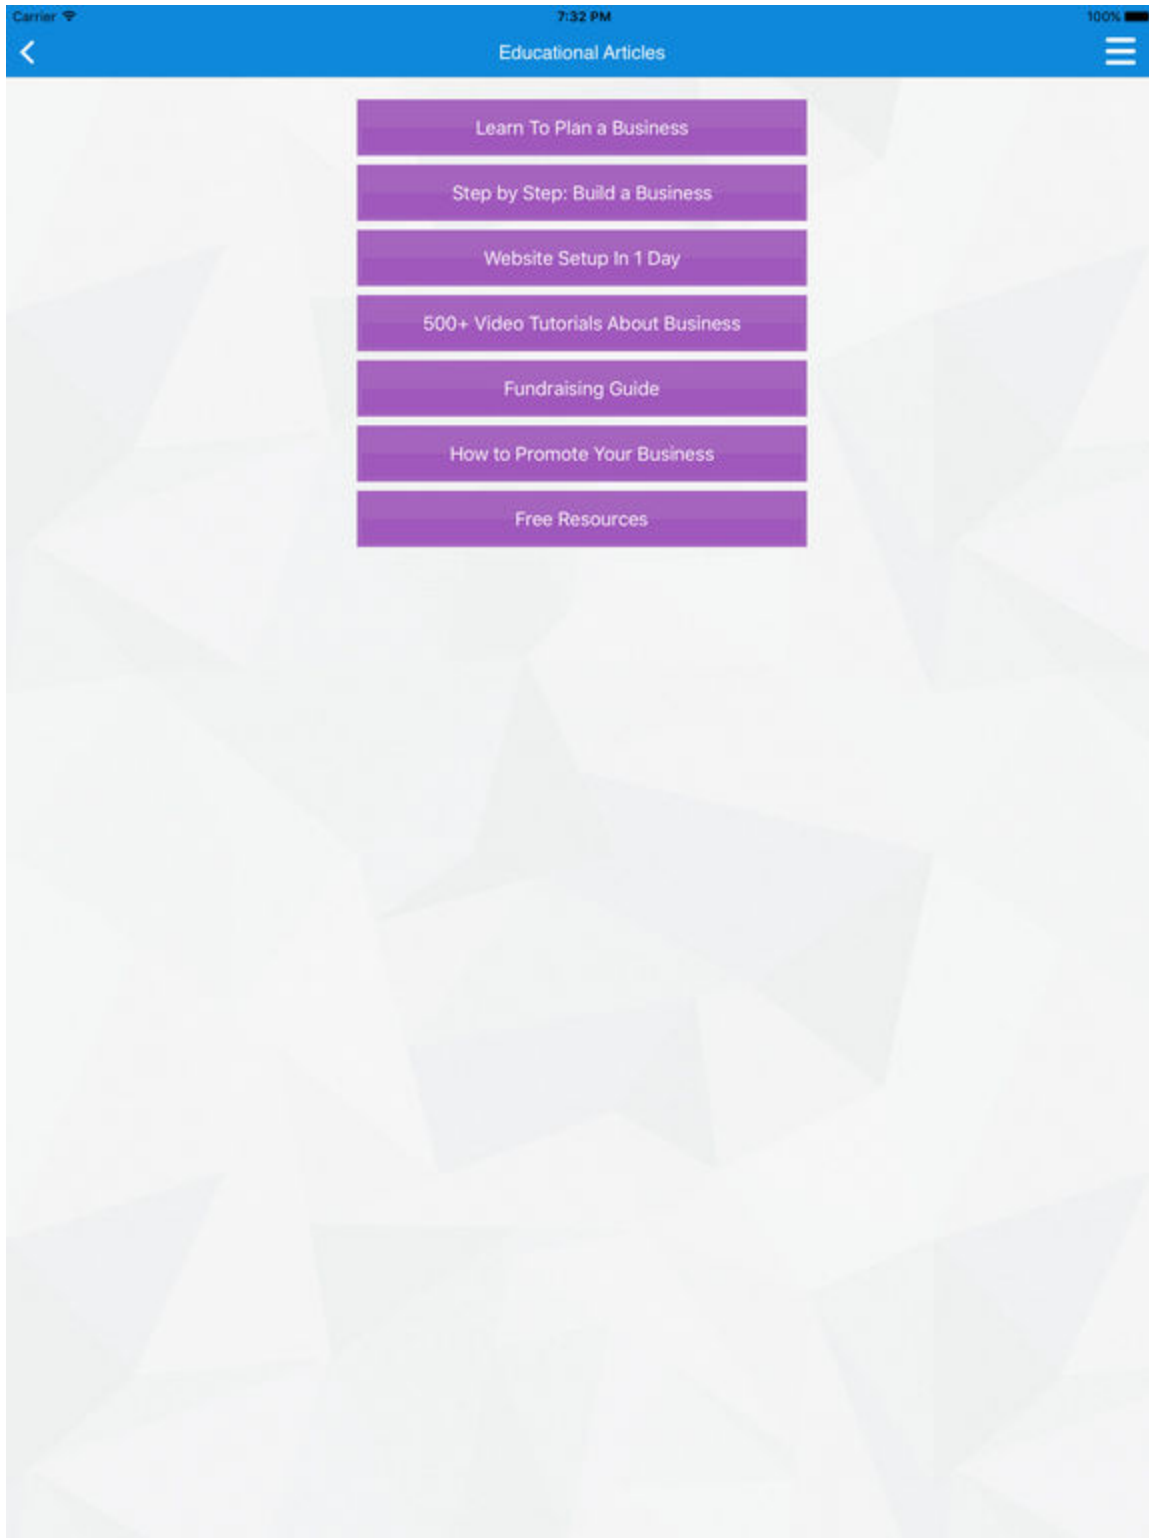 Carrier
7:32 PM
100%
Educational Articles
Learn To Plan a Business
Step by Step: Build a Business
Website Setup In 1 Day
500+ Video Tutorials About Business
Fundraising Guide
How to Promote Your Business
Free Resources